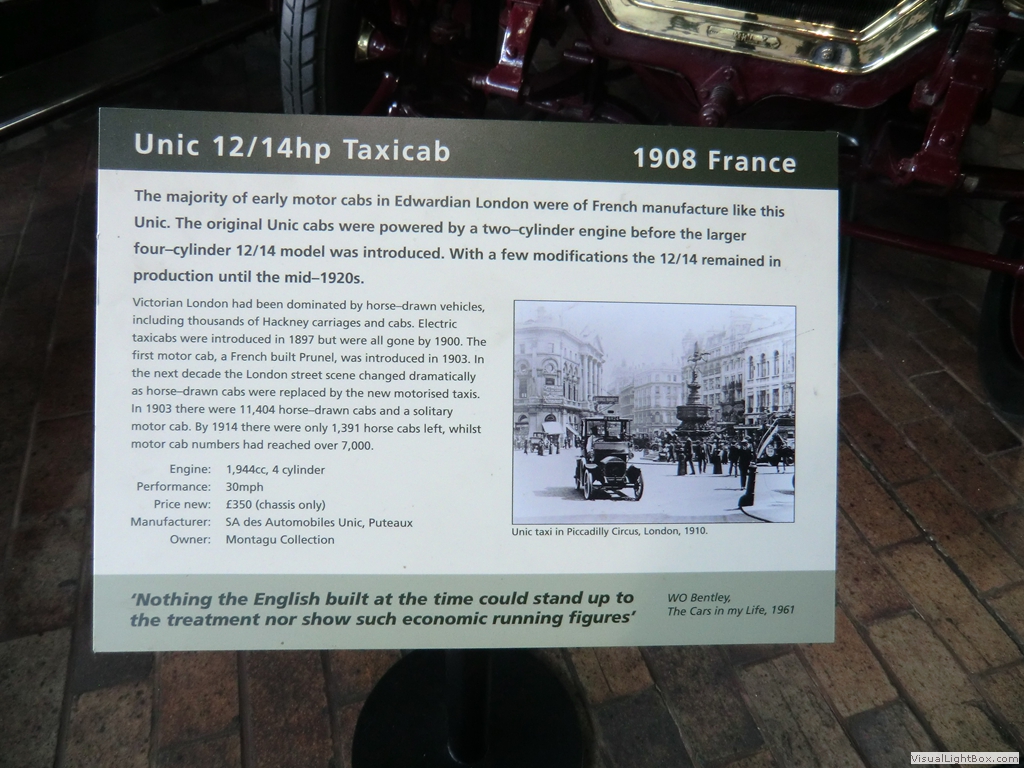 Unic 12/14hp Taxicab
1908 France
The majority of early motor cabs in Edwardian London were of French manufacture like this
Unic. The original Unic cabs were powered by a two–cylinder engine before the larger
four–cylinder 12/14 model was introduced. With a few modifications the 12/14 remained in
production until the mid–1920s.
Victorian London had been dominated by horse–drawn vehicles,
including thousands of Hackney carriages and cabs. Electric
taxicabs were introduced in 1897 but were all gone by 1900. The
first motor cab, a French built Prunel, was introduced in 1903. In
the next decade the London street scene changed dramatically
as horse–drawn cabs were replaced by the new motorised taxis.
In 1903 there were 11,404 horse–drawn cabs and a solitary
motor cab. By 1914 there were only 1,391 horse cabs left, whilst
motor cab numbers had reached over 7,000.
Engine: 1,944cc, 4 cylinder
Performance: 30mph
Price new: £350 (chassis only)
Manufacturer: SA des Automobiles Unic, Puteaux
Owner: Montagu Collection
Unic taxi in Piccadilly Circus, London, 1910.
‘Nothing the English built at the time could stand up to
the treatment nor show such economic running figures’
WO Bentley,
The Cars in my Life, 1961
VisualLightBox.com